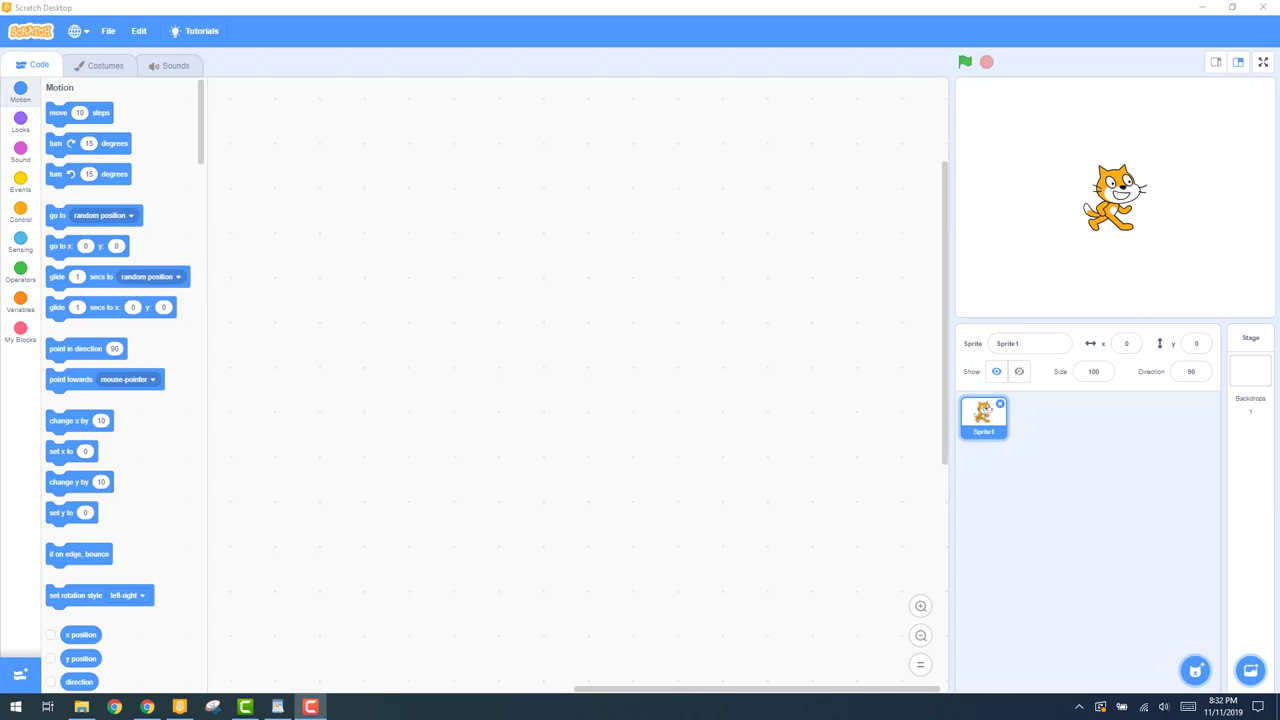 Scratch Desktop
SCRATCH File Edit Tutorials
Code Costumes Sounds
Motion
Looks
Sound
Events
Control
Sensing
Operators
Variables
My Blocks
Motion
move 10 steps
turn 15 degrees
turn 15 degrees
go to random position
go to x: 0 y: 0
glide 1 secs to random position
glide 1 secs to x: 0 y: 0
point in direction 90
point towards mouse-pointer
change x by 10
set x to 0
change y by 10
set y to 0
if on edge, bounce
set rotation style left-right
x position
y position
direction
Sprite Sprite1 x 0 y 0
Show Size 100 Direction 90
Sprite1
Stage
Backdrops
1
8:32 PM
11/11/2019